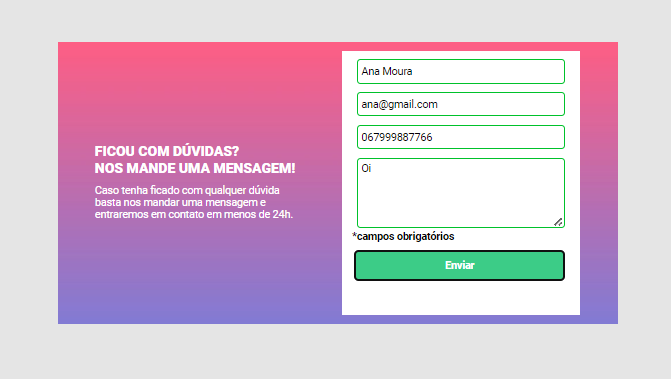 FICOU COM DÚVIDAS?
NOS MANDE UMA MENSAGEM!
Caso tenha ficado com qualquer dúvida
basta nos mandar uma mensagem e
entraremos em contato em menos de 24h.
Ana Moura
ana@gmail.com
067999887766
Oi
*campos obrigatórios
Enviar